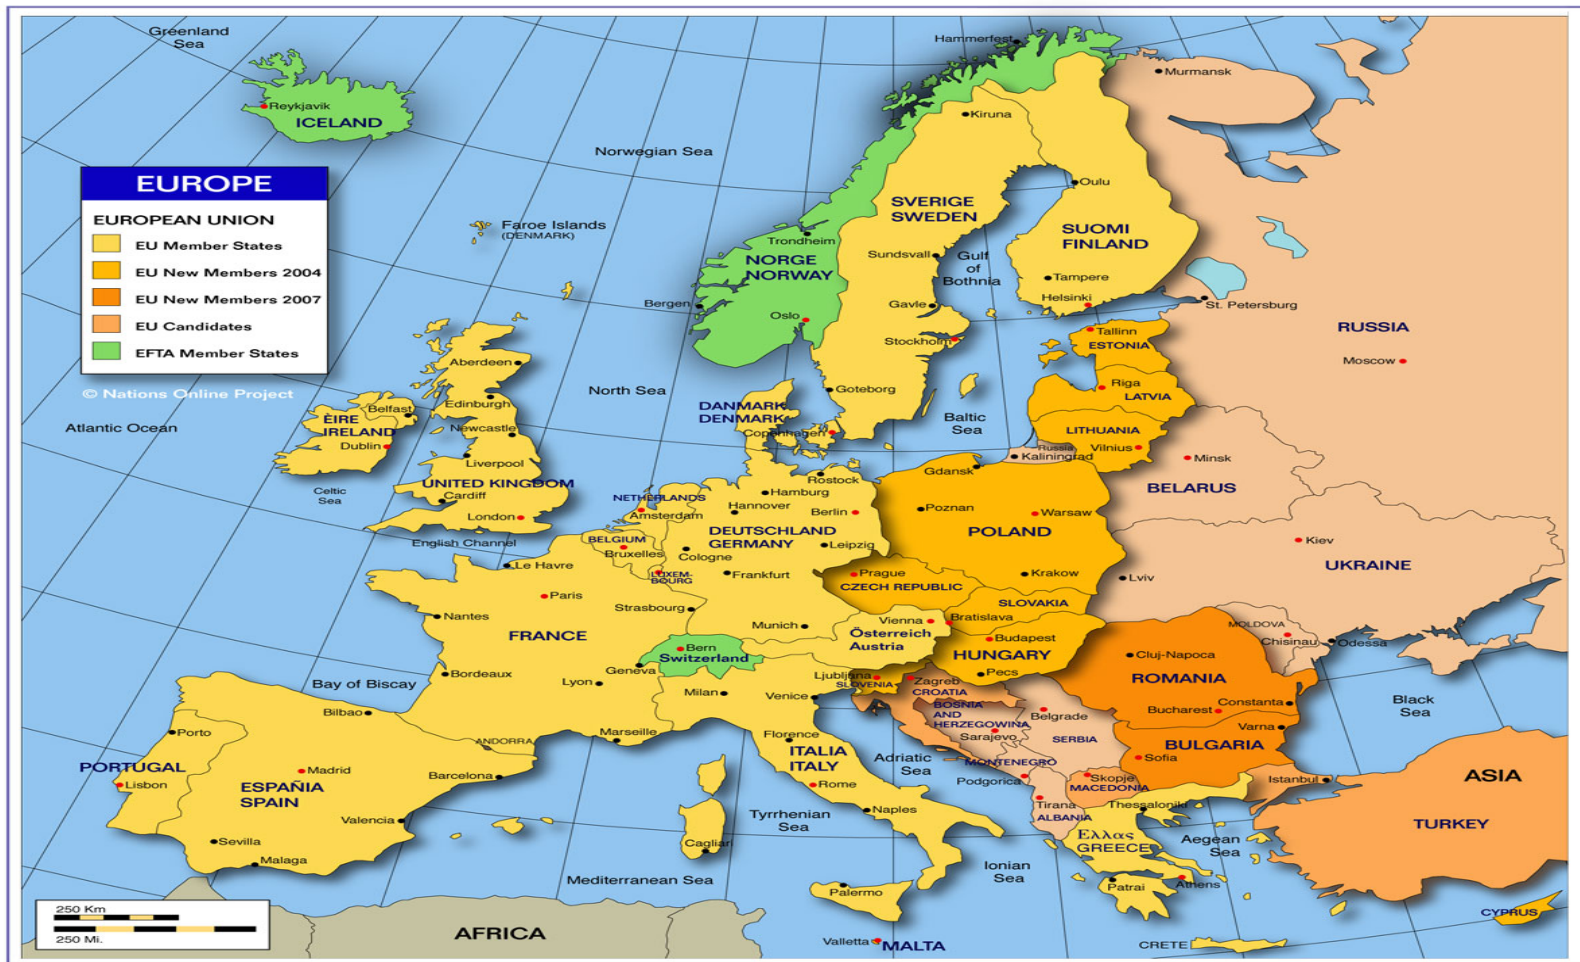 Greenland
Sea
Hammerfest
Murmansk
Reykjavik
ICELAND
Kiruna
Norwegian Sea
EUROPE
EUROPEAN UNION
EU Member States
EU New Members 2004
EU New Members 2007
EU Candidates
EFTA Member States
© Nations Online Project
Faroe Islands
(DENMARK)
Oulu
SVERIGE
SWEDEN
SUOMI
FINLAND
Trondheim
NORGE
NORWAY
Sundsvall
Gulf
of
Bothnia
Tampere
Helsinki
Bergen
Oslo
Gavle
Stockholm
St. Petersburg
RUSSIA
Moscow
Tallinn
ESTONIA
Riga
LATVIA
LITHUANIA
Vilnius
Russia
Kaliningrad
Minsk
BELARUS
Aberdeen
Edinburgh
North Sea
Goteborg
Baltic
Sea
DANMARK
DENMARK
Copenhagen
Atlantic Ocean
Belfast
ÈIRE
IRELAND
Dublin
Newcastle
Liverpool
UNITED KINGDOM
Cardiff
London
Celtic
Sea
English Channel
NETHERLANDS
Amsterdam
Rostock
Hamburg
Hannover
Berlin
DEUTSCHLAND
GERMANY
Leipzig
Cologne
Frankfurt
Gdansk
Poznan
Warsaw
POLAND
Krakow
Kiev
UKRAINE
Lviv
BELGIUM
Bruxelles
LUXEM-
BOURG
Le Havre
Paris
Strasbourg
Munich
Prague
CZECH REPUBLIC
SLOVAKIA
Bratislava
Vienna
Österreich
Austria
Budapest
HUNGARY
Pecs
MOLDOVA
Chisinau
Odessa
Nantes
FRANCE
Bern
Switzerland
Geneva
Bordeaux
Lyon
Milan
Venice
Ljubljana
SLOVENIA
Zagreb
CROATIA
BOSNIA
AND
HERZEGOWINA
Sarajevo
Belgrade
SERBIA
MONTENEGRO
Podgorica
Cluj-Napoca
ROMANIA
Bucharest
Constanta
Varna
BULGARIA
Sofia
Black
Sea
Bay of Biscay
Bilbao
Porto
PORTUGAL
Lisbon
Madrid
ESPAÑIA
SPAIN
ANDORRA
Barcelona
Valencia
Sevilla
Malaga
Marseille
Florence
ITALIA
ITALY
Rome
Adriatic
Sea
Naples
Tyrrhenian
Sea
Cagliari
Mediterranean Sea
Palermo
Skopje
MACEDONIA
Tirana
ALBANIA
Thessaloniki
Ελλας
GREECE
Ionian
Sea
Aegean
Sea
Patrai
Athens
Istanbul
ASIA
TURKEY
CYPRUS
CRETE
Valletta
MALTA
AFRICA
250 Km
250 Mi.